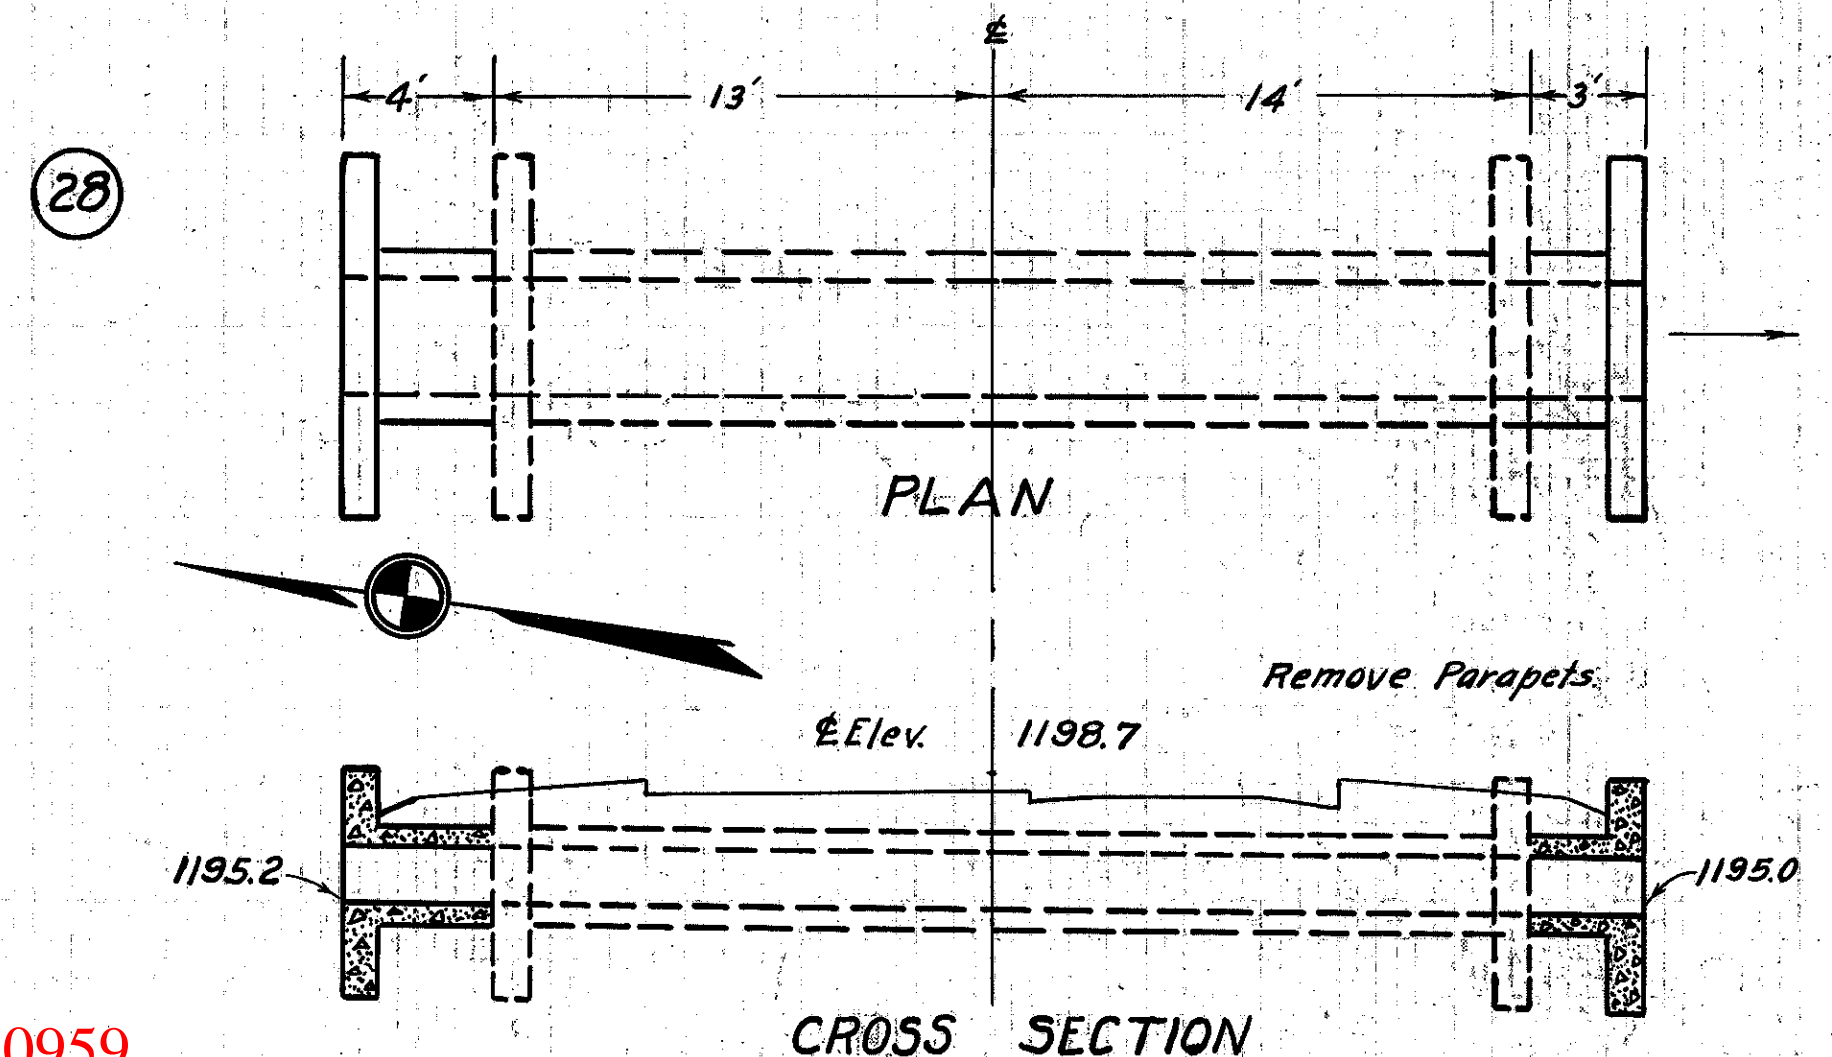 ℄
4' 13' 14' 3'
28
PLAN
Remove Parapets.
℄ Elev. 1198.7
1195.2
1195.0
CROSS SECTION
0959